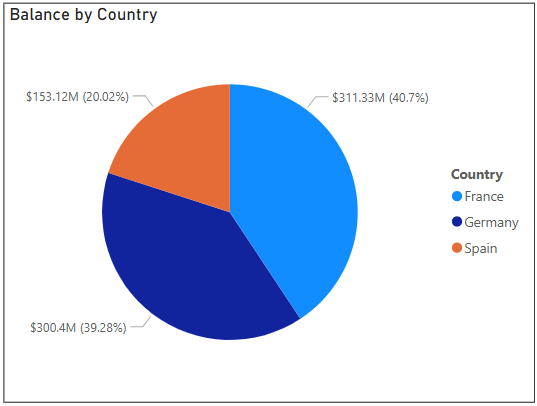 Balance by Country
$153.12M (20.02%)
$311.33M (40.7%)
Country
France
Germany
Spain
$300.4M (39.28%)